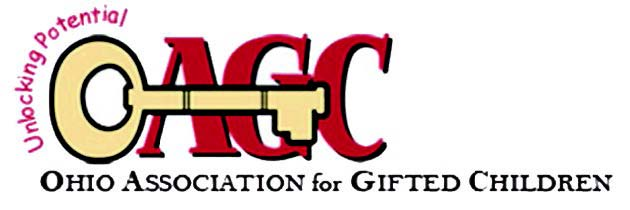 Unlocking Potential
OAGC
OHIO ASSOCIATION for GIFTED CHILDREN